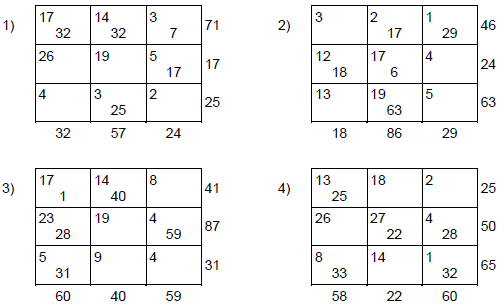 1) 17 14 3 2) 3 2 1
32 32 7 71 17 29 46
26 19 5 12 17 4
17 17 18 6 24
4 3 2 13 19 5
25 25 63 63
32 57 24 18 86 29
3) 17 14 8 4) 13 18 2
1 40 41 25 25
23 19 4 26 27 4
28 59 87 22 28 50
5 9 4 8 14 1
31 31 33 32 65
60 40 59 58 22 60